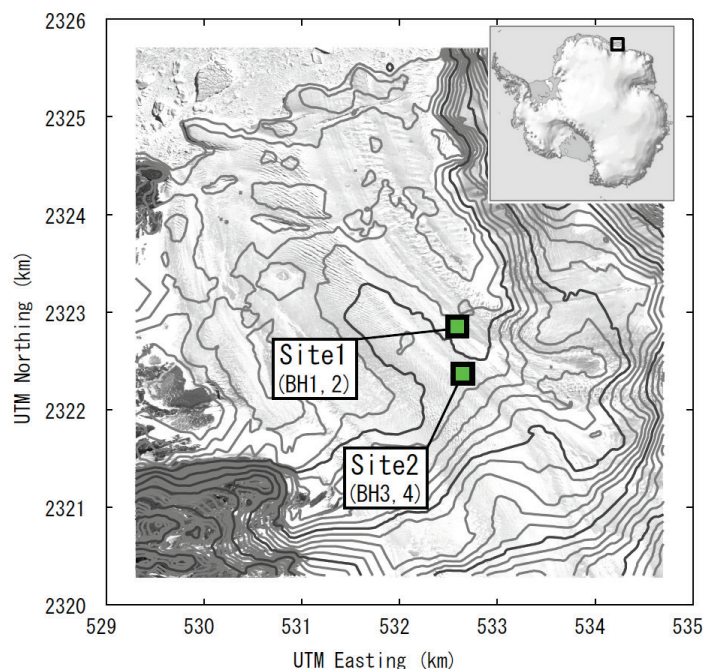 2326
2325
2324
2323
2322
2321
2320
UTM Northing (km)
Site1
(BH1, 2)
Site2
(BH3, 4)
529
530
531
532
533
534
535
UTM Easting (km)